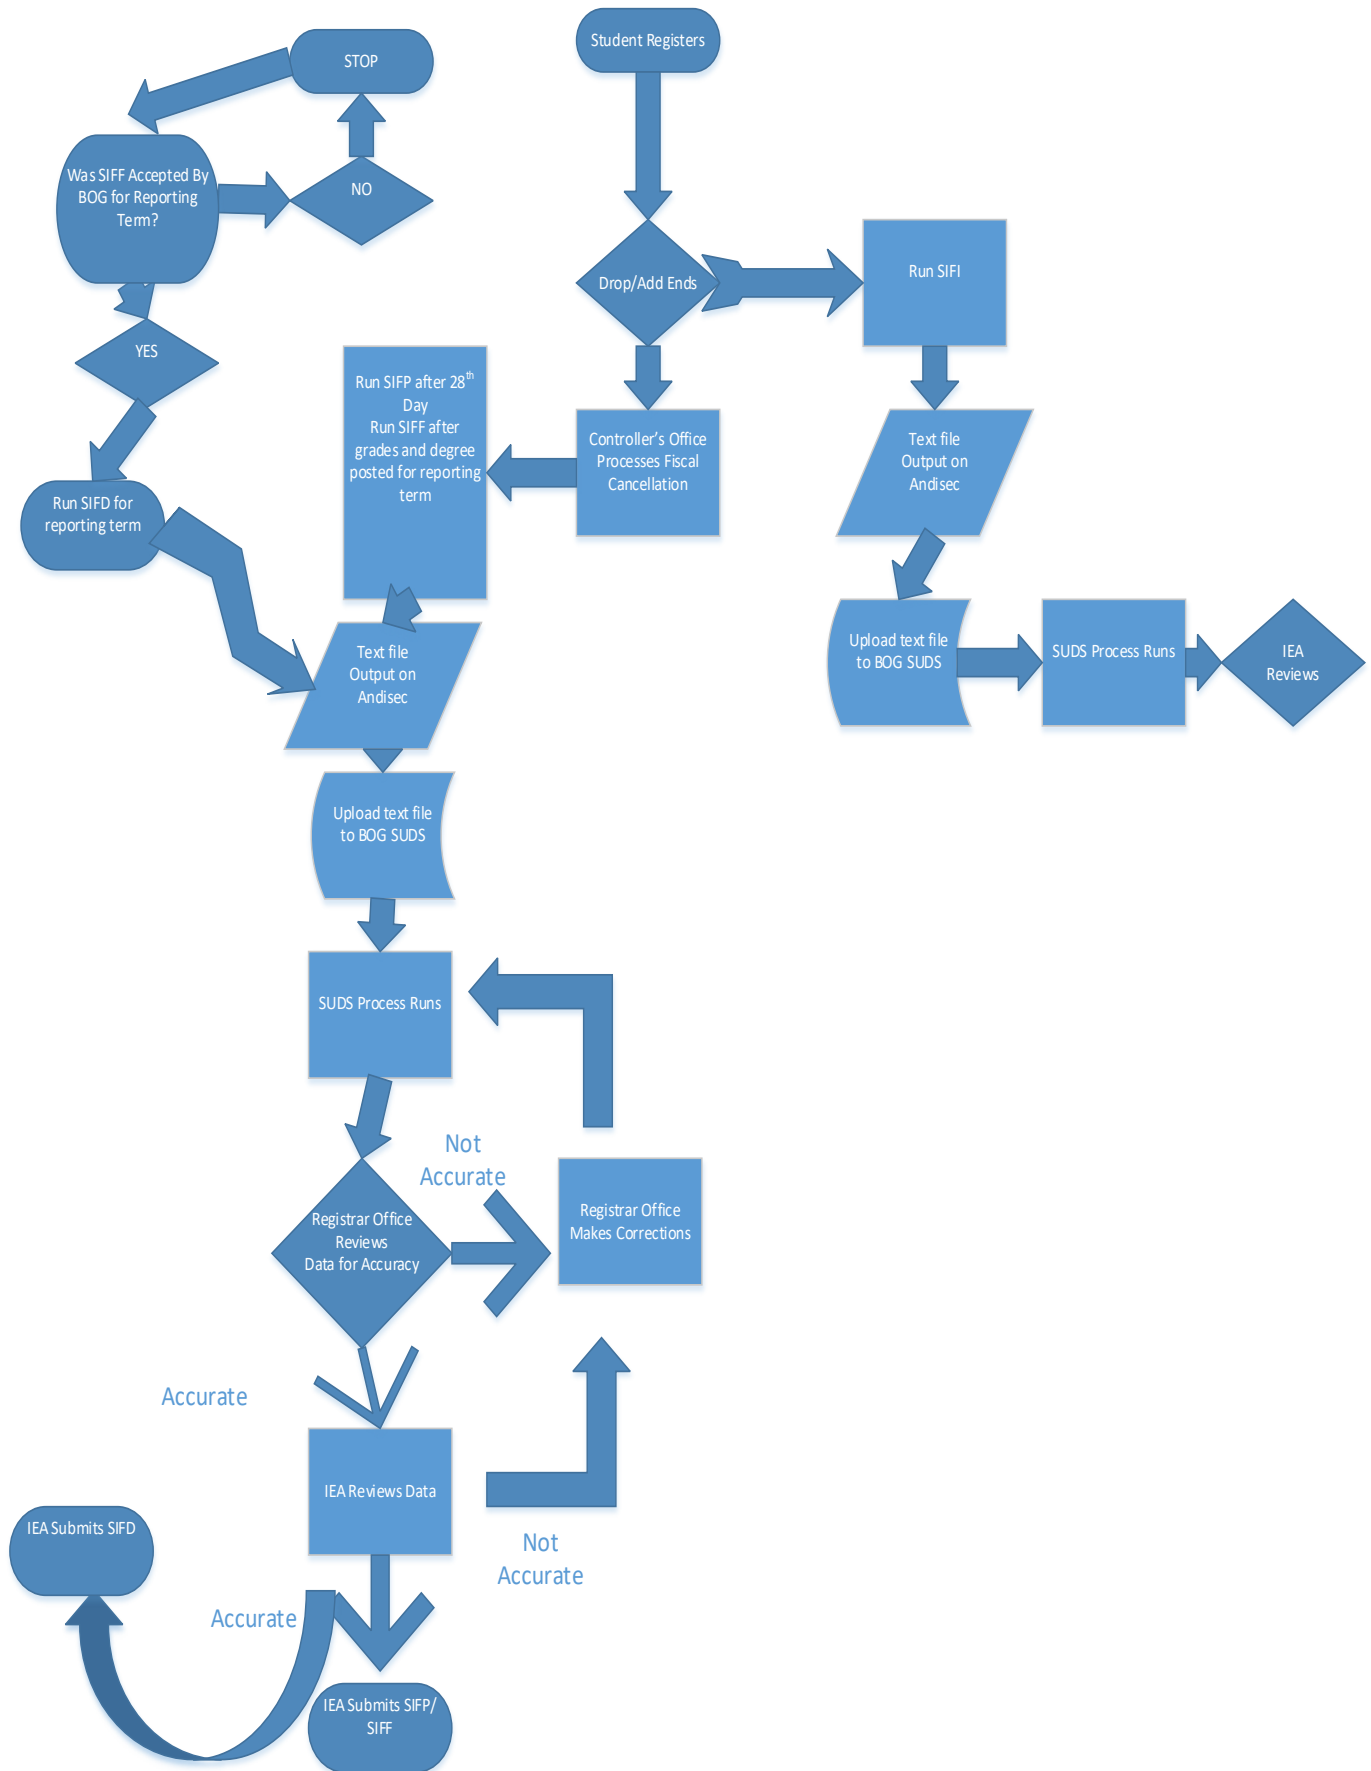 Student Registers
STOP
Was SIFF Accepted By
BOG for Reporting
Term?
NO
Drop/Add Ends
Run SIFI
YES
Run SIFP after 28th
Day
Run SIFF after
grades and degree
posted for reporting
term
Controller's Office
Processes Fiscal
Cancellation
Text file
Output on
Andisec
Run SIFD for
reporting term
Upload text file
to BOG SUDS
SUDS Process Runs
IEA
Reviews
Text file
Output on
Andisec
Upload text file
to BOG SUDS
SUDS Process Runs
Not
Accurate
Registrar Office
Reviews
Data for Accuracy
Registrar Office
Makes Corrections
Accurate
IEA Reviews Data
Not
Accurate
IEA Submits SIFD
Accurate
IEA Submits SIFP/
SIFF